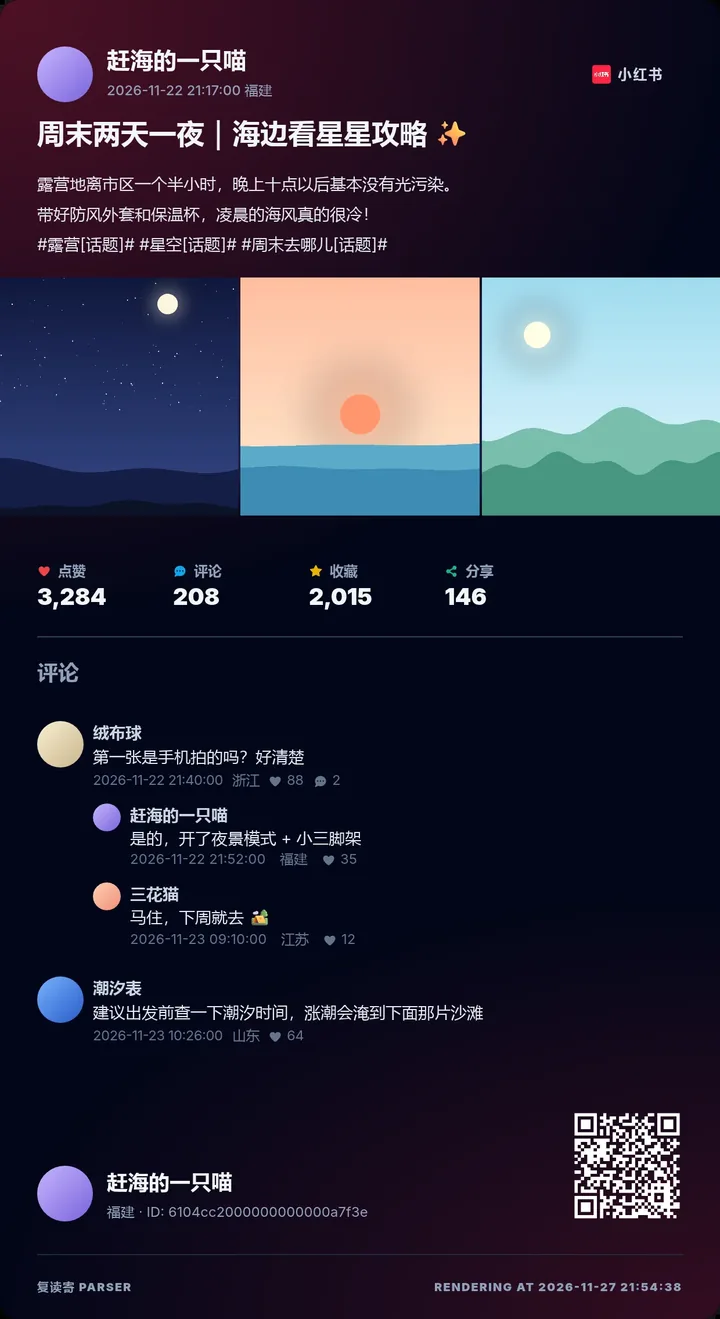 赶海的一只喵
2026-11-22 21:17:00 福建
小红书
小红书
周末两天一夜｜海边看星星攻略 ✨
露营地离市区一个半小时，晚上十点以后基本没有光污染。
带好防风外套和保温杯，凌晨的海风真的很冷！
#露营[话题]# #星空[话题]# #周末去哪儿[话题]#
点赞 评论 收藏 分享
3,284 208 2,015 146
评论
绒布球
第一张是手机拍的吗？好清楚
2026-11-22 21:40:00 浙江 88 2
赶海的一只喵
是的，开了夜景模式 + 小三脚架
2026-11-22 21:52:00 福建 35
三花猫
马住，下周就去 🏕️
2026-11-23 09:10:00 江苏 12
潮汐表
建议出发前查一下潮汐时间，涨潮会淹到下面那片沙滩
2026-11-23 10:26:00 山东 64
赶海的一只喵
福建 · ID: 6104cc2000000000000a7f3e
复读寄 PARSER
RENDERING AT 2026-11-27 21:54:38